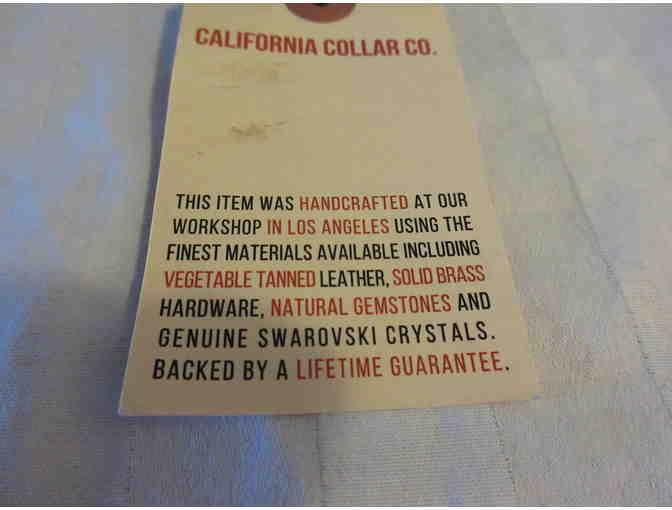 CALIFORNIA COLLAR CO.
THIS ITEM WAS HANDCRAFTED AT OUR
WORKSHOP IN LOS ANGELES USING THE
FINEST MATERIALS AVAILABLE INCLUDING
VEGETABLE TANNED LEATHER, SOLID BRASS
HARDWARE, NATURAL GEMSTONES AND
GENUINE SWAROVSKI CRYSTALS.
BACKED BY A LIFETIME GUARANTEE.